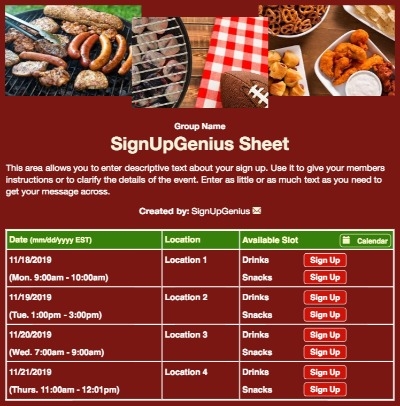 Group Name
SignUpGenius Sheet
This area allows you to enter descriptive text about your sign up. Use it to give your members
instructions or to clarify the details of the event. Enter as little or as much text as you need to
get your message across.
Created by: SignUpGenius
Date (mm/dd/yyyy EST) Location Available Slot Calendar
11/18/2019 Location 1 Drinks Sign Up
(Mon. 9:00am - 10:00am) Snacks Sign Up
11/19/2019 Location 2 Drinks Sign Up
(Tue. 1:00pm - 3:00pm) Snacks Sign Up
11/20/2019 Location 3 Drinks Sign Up
(Wed. 7:00am - 9:00am) Snacks Sign Up
11/21/2019 Location 4 Drinks Sign Up
(Thurs. 11:00am - 12:01pm) Snacks Sign Up